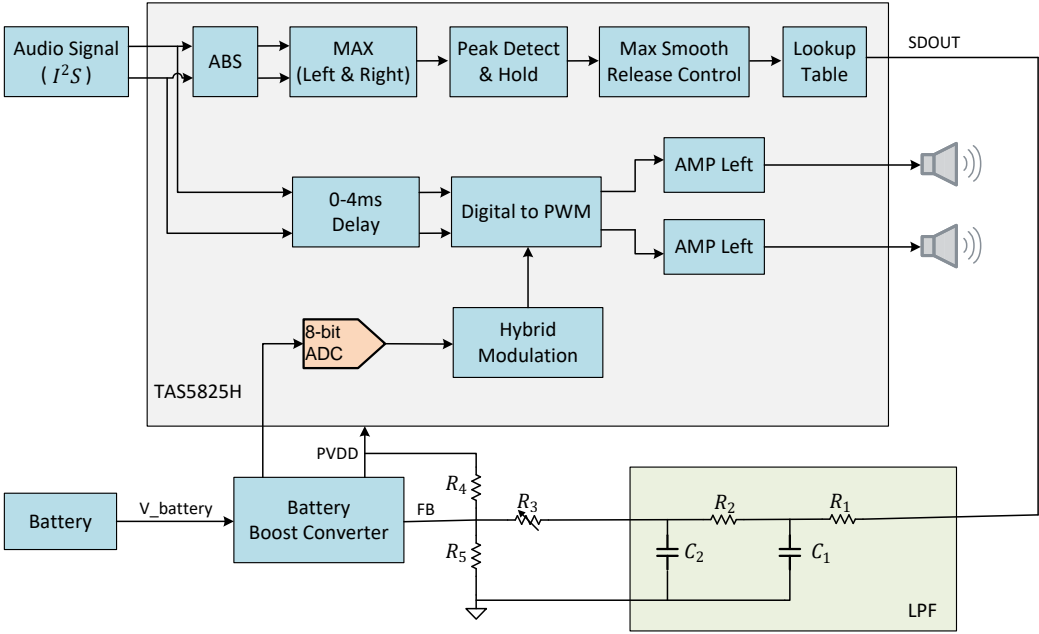 Audio Signal
( I²S )
ABS
MAX
(Left & Right)
Peak Detect
& Hold
Max Smooth
Release Control
Lookup
Table
SDOUT
0-4ms
Delay
Digital to PWM
AMP Left
AMP Left
8-bit
ADC
Hybrid
Modulation
TAS5825H
PVDD
Battery
V_battery
Battery
Boost Converter
FB
R₄
R₅
R₃
R₂
R₁
C₂
C₁
LPF